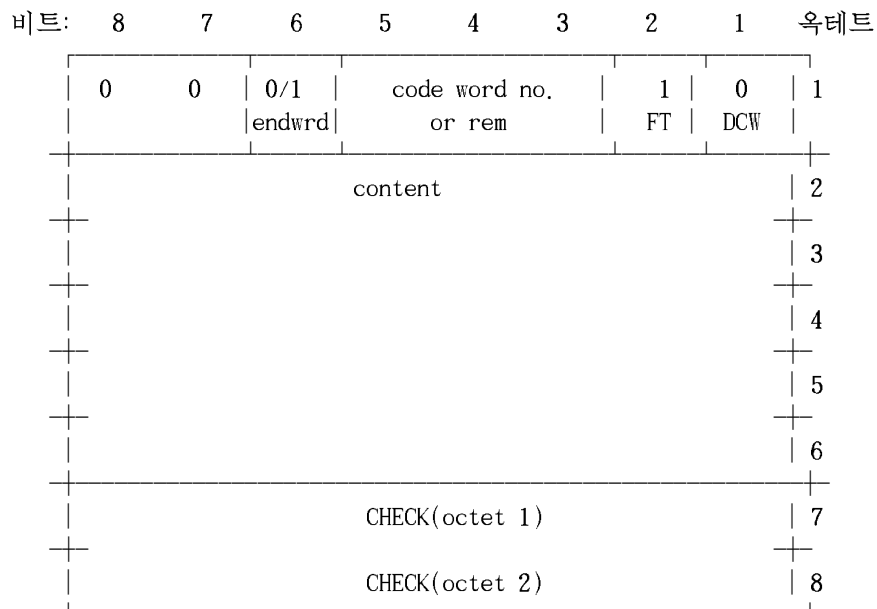 비트: 8 7 6 5 4 3 2 1 옥테트
0 0 0/1 code word no. 1 0 1
endwrd or rem FT DCW
content 2
3
4
5
6
CHECK(octet 1) 7
CHECK(octet 2) 8